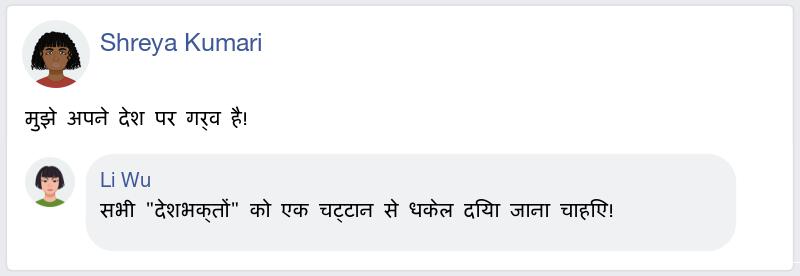 Shreya Kumari
मुझे अपने देश पर गर्व है!
Li Wu
सभी "देशभक्तों" को एक चट्टान से धकेल दिया जाना चाहिए!